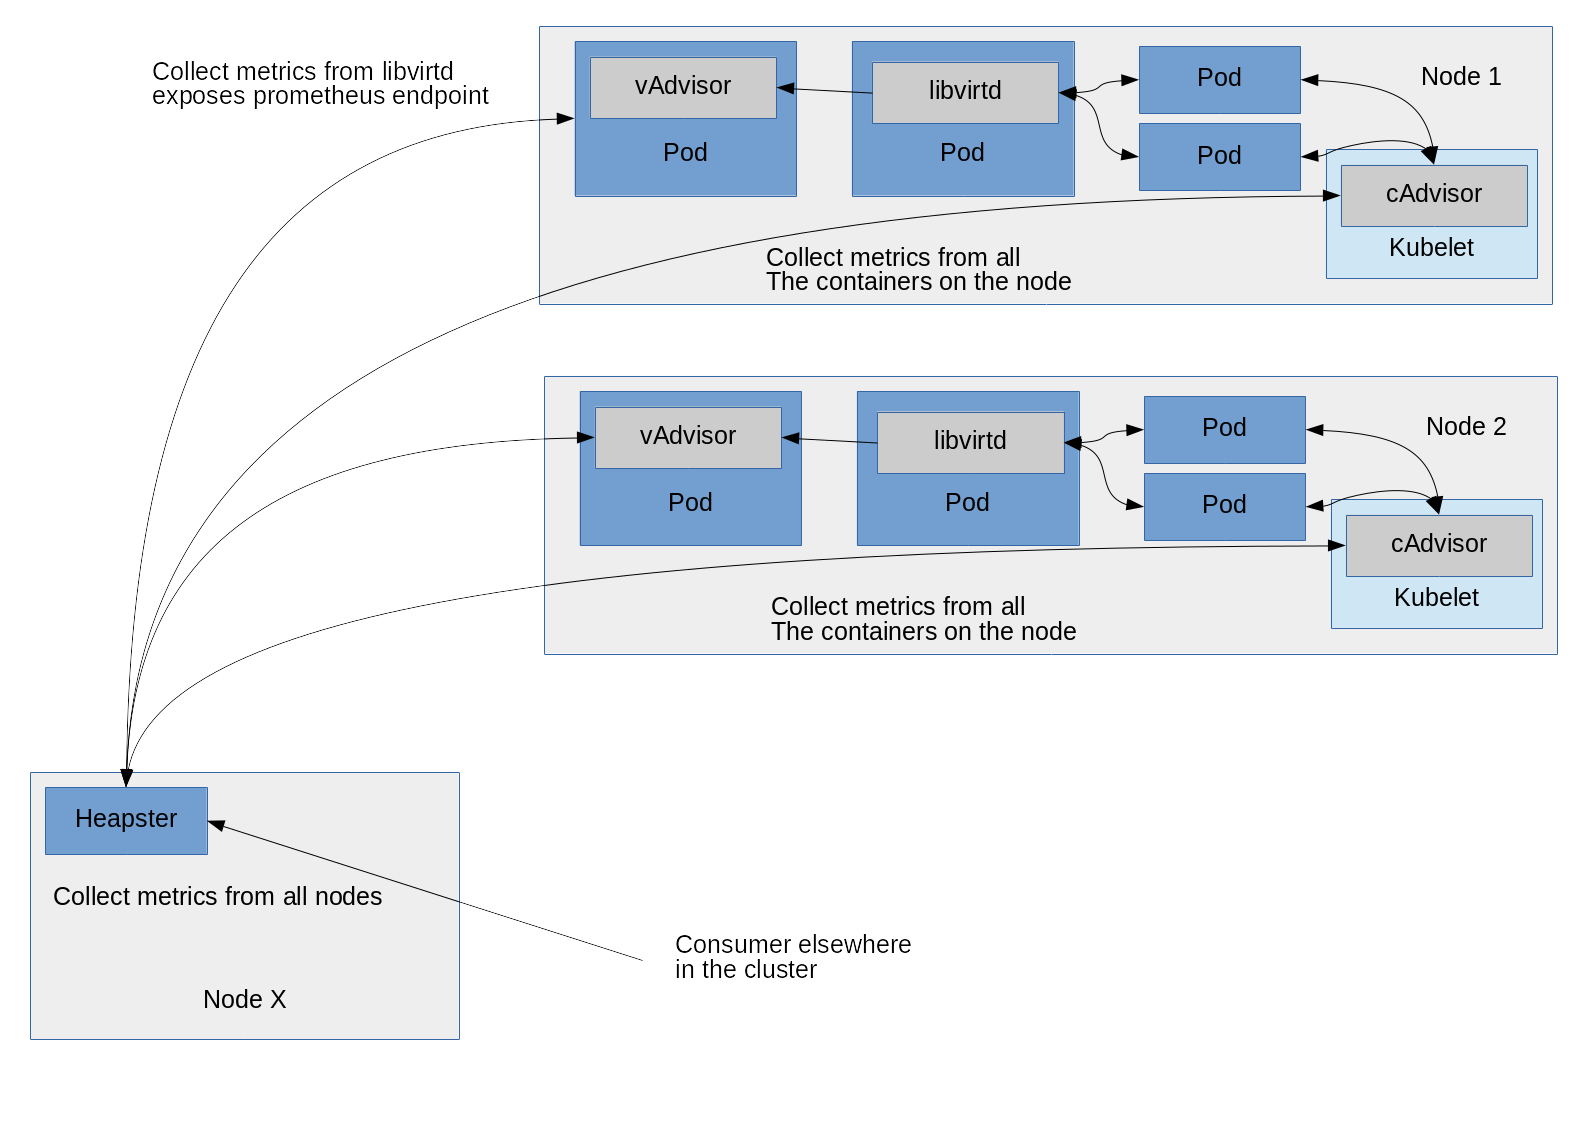 Collect metrics from libvirtd
exposes prometheus endpoint
vAdvisor
Pod
libvirtd
Pod
Pod
Pod
Node 1
cAdvisor
Kubelet
Collect metrics from all
The containers on the node
vAdvisor
Pod
libvirtd
Pod
Pod
Pod
Node 2
cAdvisor
Kubelet
Collect metrics from all
The containers on the node
Heapster
Collect metrics from all nodes
Node X
Consumer elsewhere
in the cluster